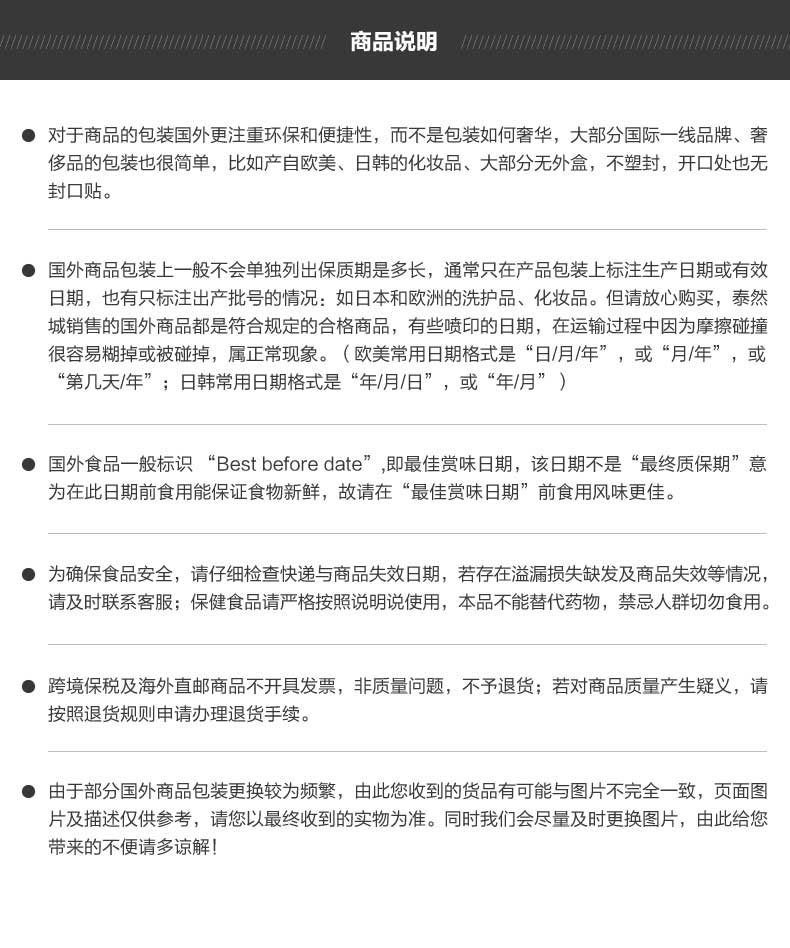 商品说明
对于商品的包装国外更注重环保和便捷性，而不是包装如何奢华，大部分国际一线品牌、奢
侈品的包装也很简单，比如产自欧美、日韩的化妆品、大部分无外盒，不塑封，开口处也无
封口贴。
国外商品包装上一般不会单独列出保质期是多长，通常只在产品包装上标注生产日期或有效
日期，也有只标注出产批号的情况：如日本和欧洲的洗护品、化妆品。但请放心购买，泰然
城销售的国外商品都是符合规定的合格商品，有些喷印的日期，在运输过程中因为摩擦碰撞
很容易糊掉或被碰掉，属正常现象。（欧美常用日期格式是“日/月/年”，或“月/年”，或
“第几天/年”；日韩常用日期格式是“年/月/日”，或“年/月”）
国外食品一般标识 “Best before date”,即最佳赏味日期，该日期不是“最终质保期”意
为在此日期前食用能保证食物新鲜，故请在“最佳赏味日期”前食用风味更佳。
为确保食品安全，请仔细检查快递与商品失效日期，若存在溢漏损失缺发及商品失效等情况，
请及时联系客服；保健食品请严格按照说明说使用，本品不能替代药物，禁忌人群切勿食用。
跨境保税及海外直邮商品不开具发票，非质量问题，不予退货；若对商品质量产生疑义，请
按照退货规则申请办理退货手续。
由于部分国外商品包装更换较为频繁，由此您收到的货品有可能与图片不完全一致，页面图
片及描述仅供参考，请您以最终收到的实物为准。同时我们会尽量及时更换图片，由此给您
带来的不便请多谅解！